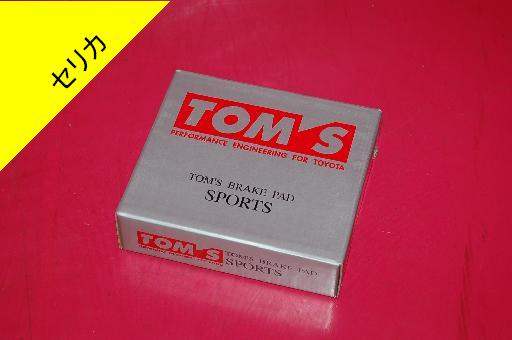 セリカ
TOM'S
PERFORMANCE ENGINEERING FOR TOYOTA
TOM'S BRAKE PAD
SPORTS
TOM'S
TOM'S BRAKE PAD
SPORTS